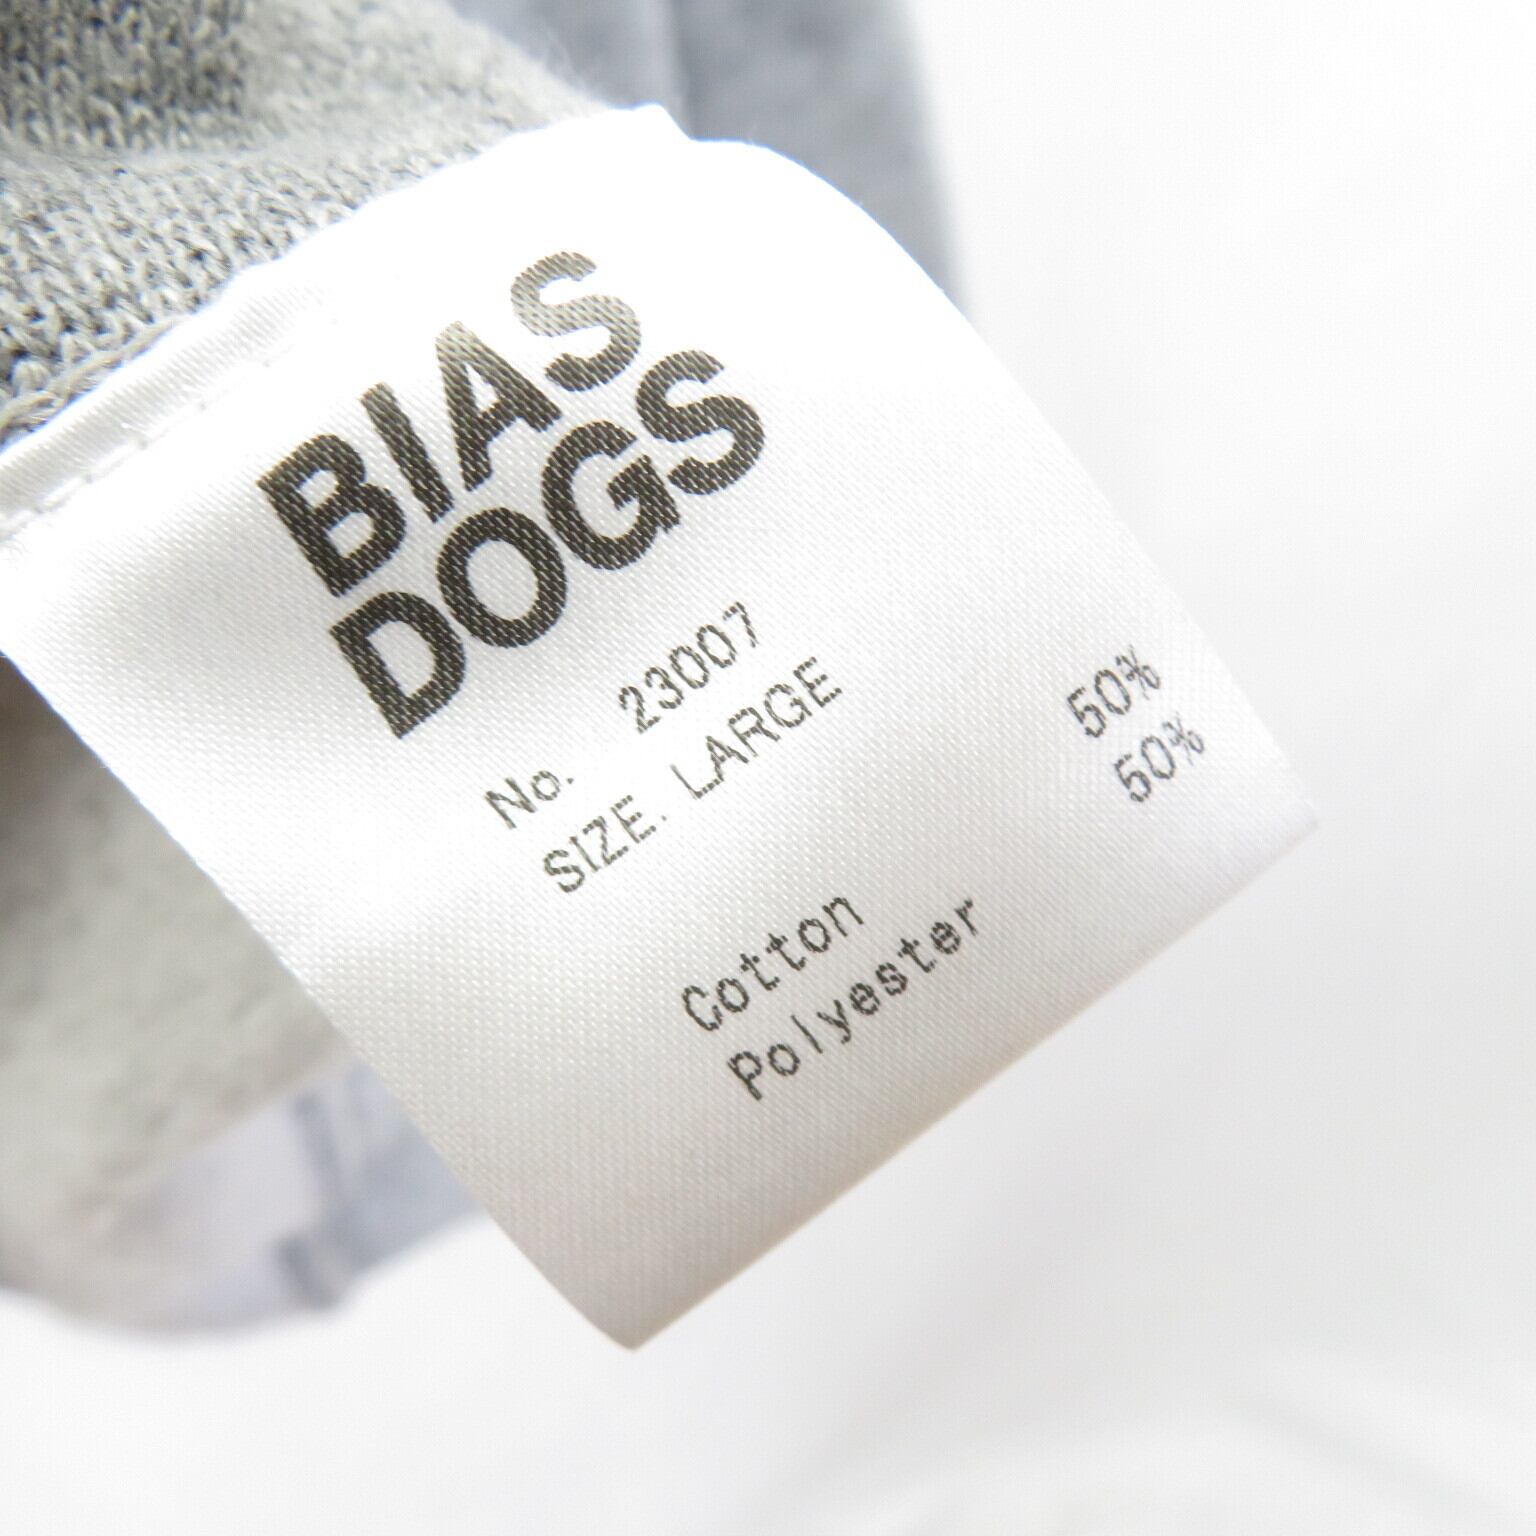 BIAS
DOGS
No. 23007
SIZE. LARGE
Cotton 50%
Polyester 50%